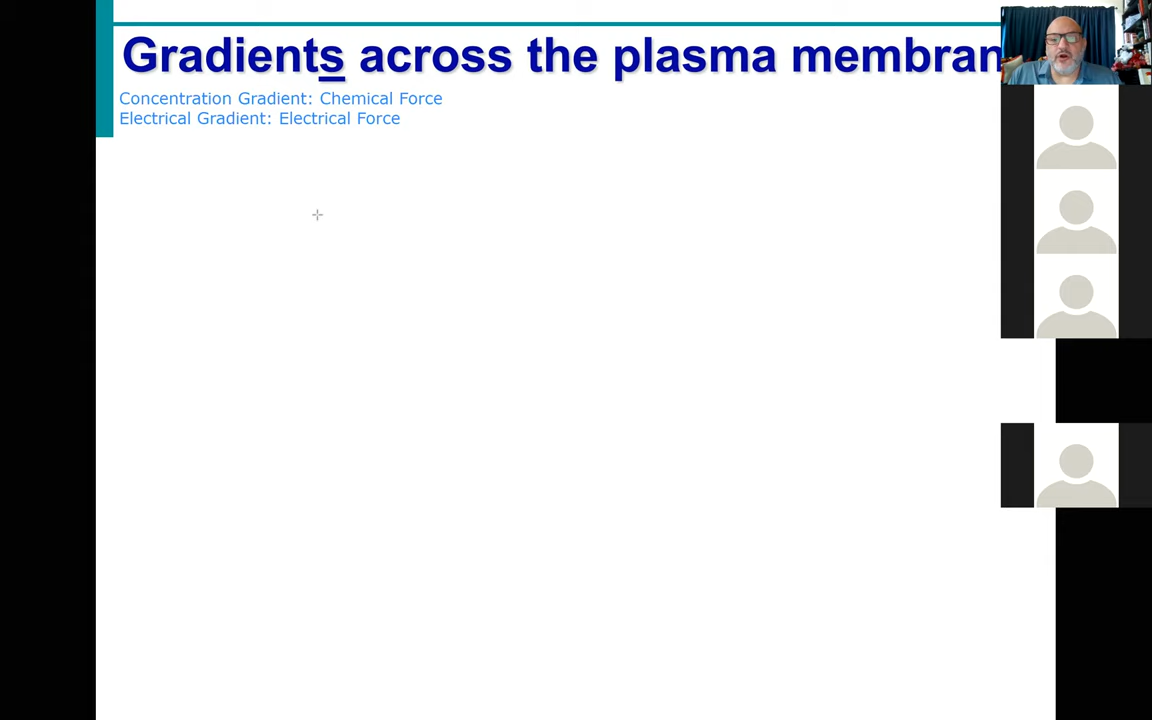 Gradients across the plasma membran
Concentration Gradient: Chemical Force
Electrical Gradient: Electrical Force